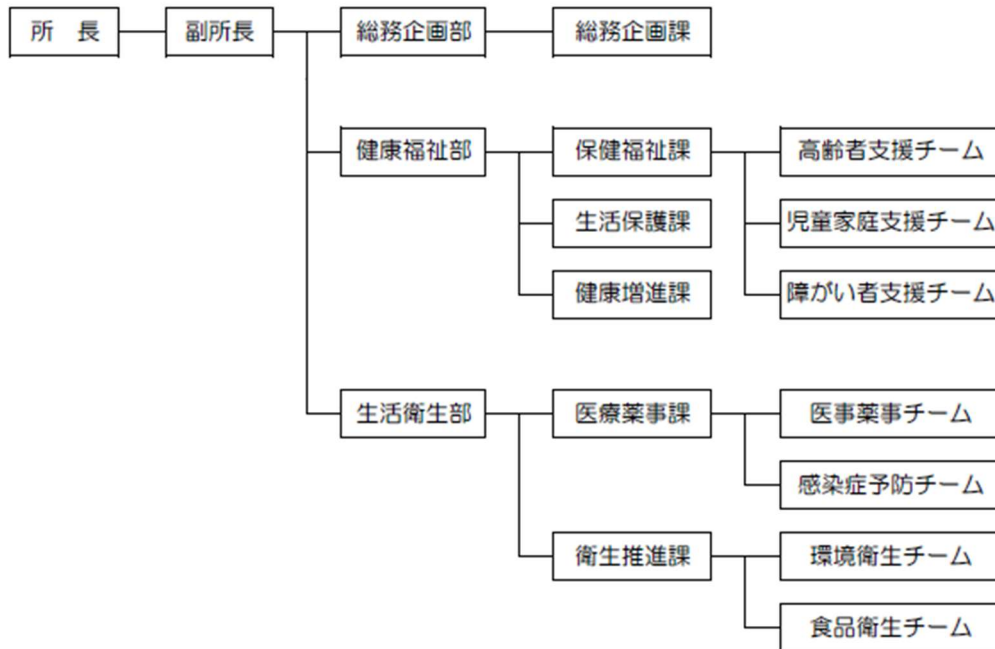 所　長
副所長
総務企画部
総務企画課
健康福祉部
保健福祉課
高齢者支援チーム
生活保護課
児童家庭支援チーム
健康増進課
障がい者支援チーム
生活衛生部
医療薬事課
医事薬事チーム
感染症予防チーム
衛生推進課
環境衛生チーム
食品衛生チーム